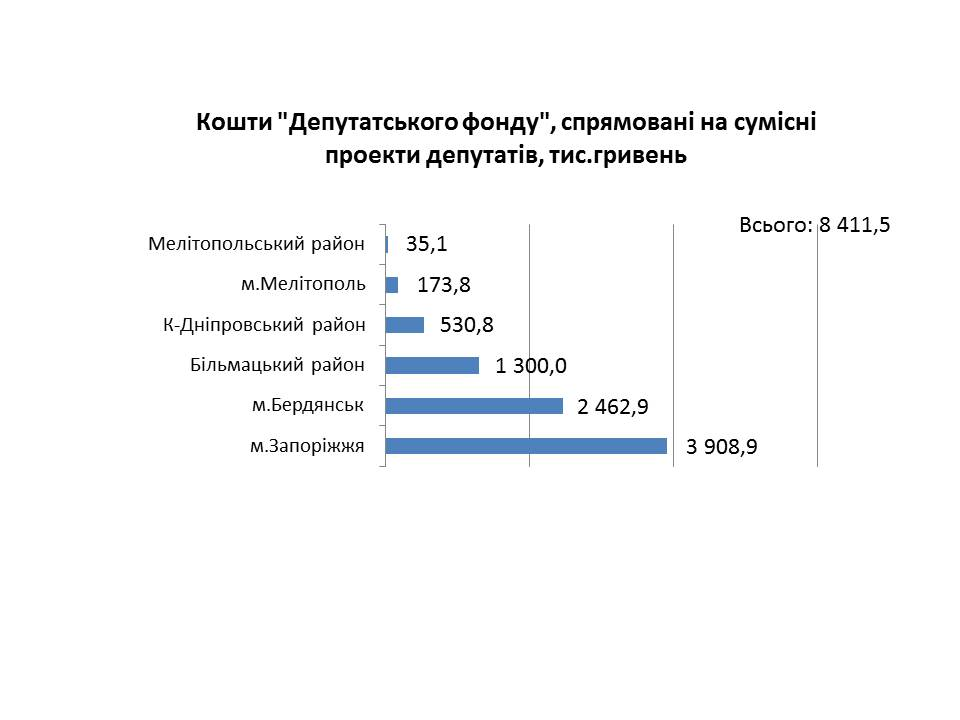 Кошти "Депутатського фонду", спрямовані на сумісні
проекти депутатів, тис.гривень
Всього: 8 411,5
Мелітопольський район 35,1
м.Мелітополь 173,8
К-Дніпровський район 530,8
Більмацький район 1 300,0
м.Бердянськ 2 462,9
м.Запоріжжя 3 908,9